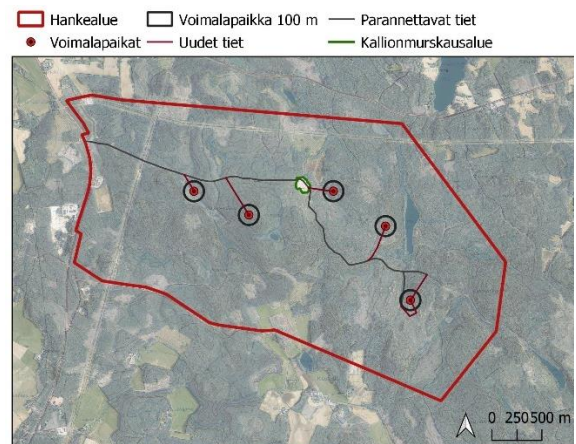 Hankealue
Voimalapaikka 100 m
Parannettavat tiet
Voimalapaikat
Uudet tiet
Kallionmurskausalue
0 250500 m